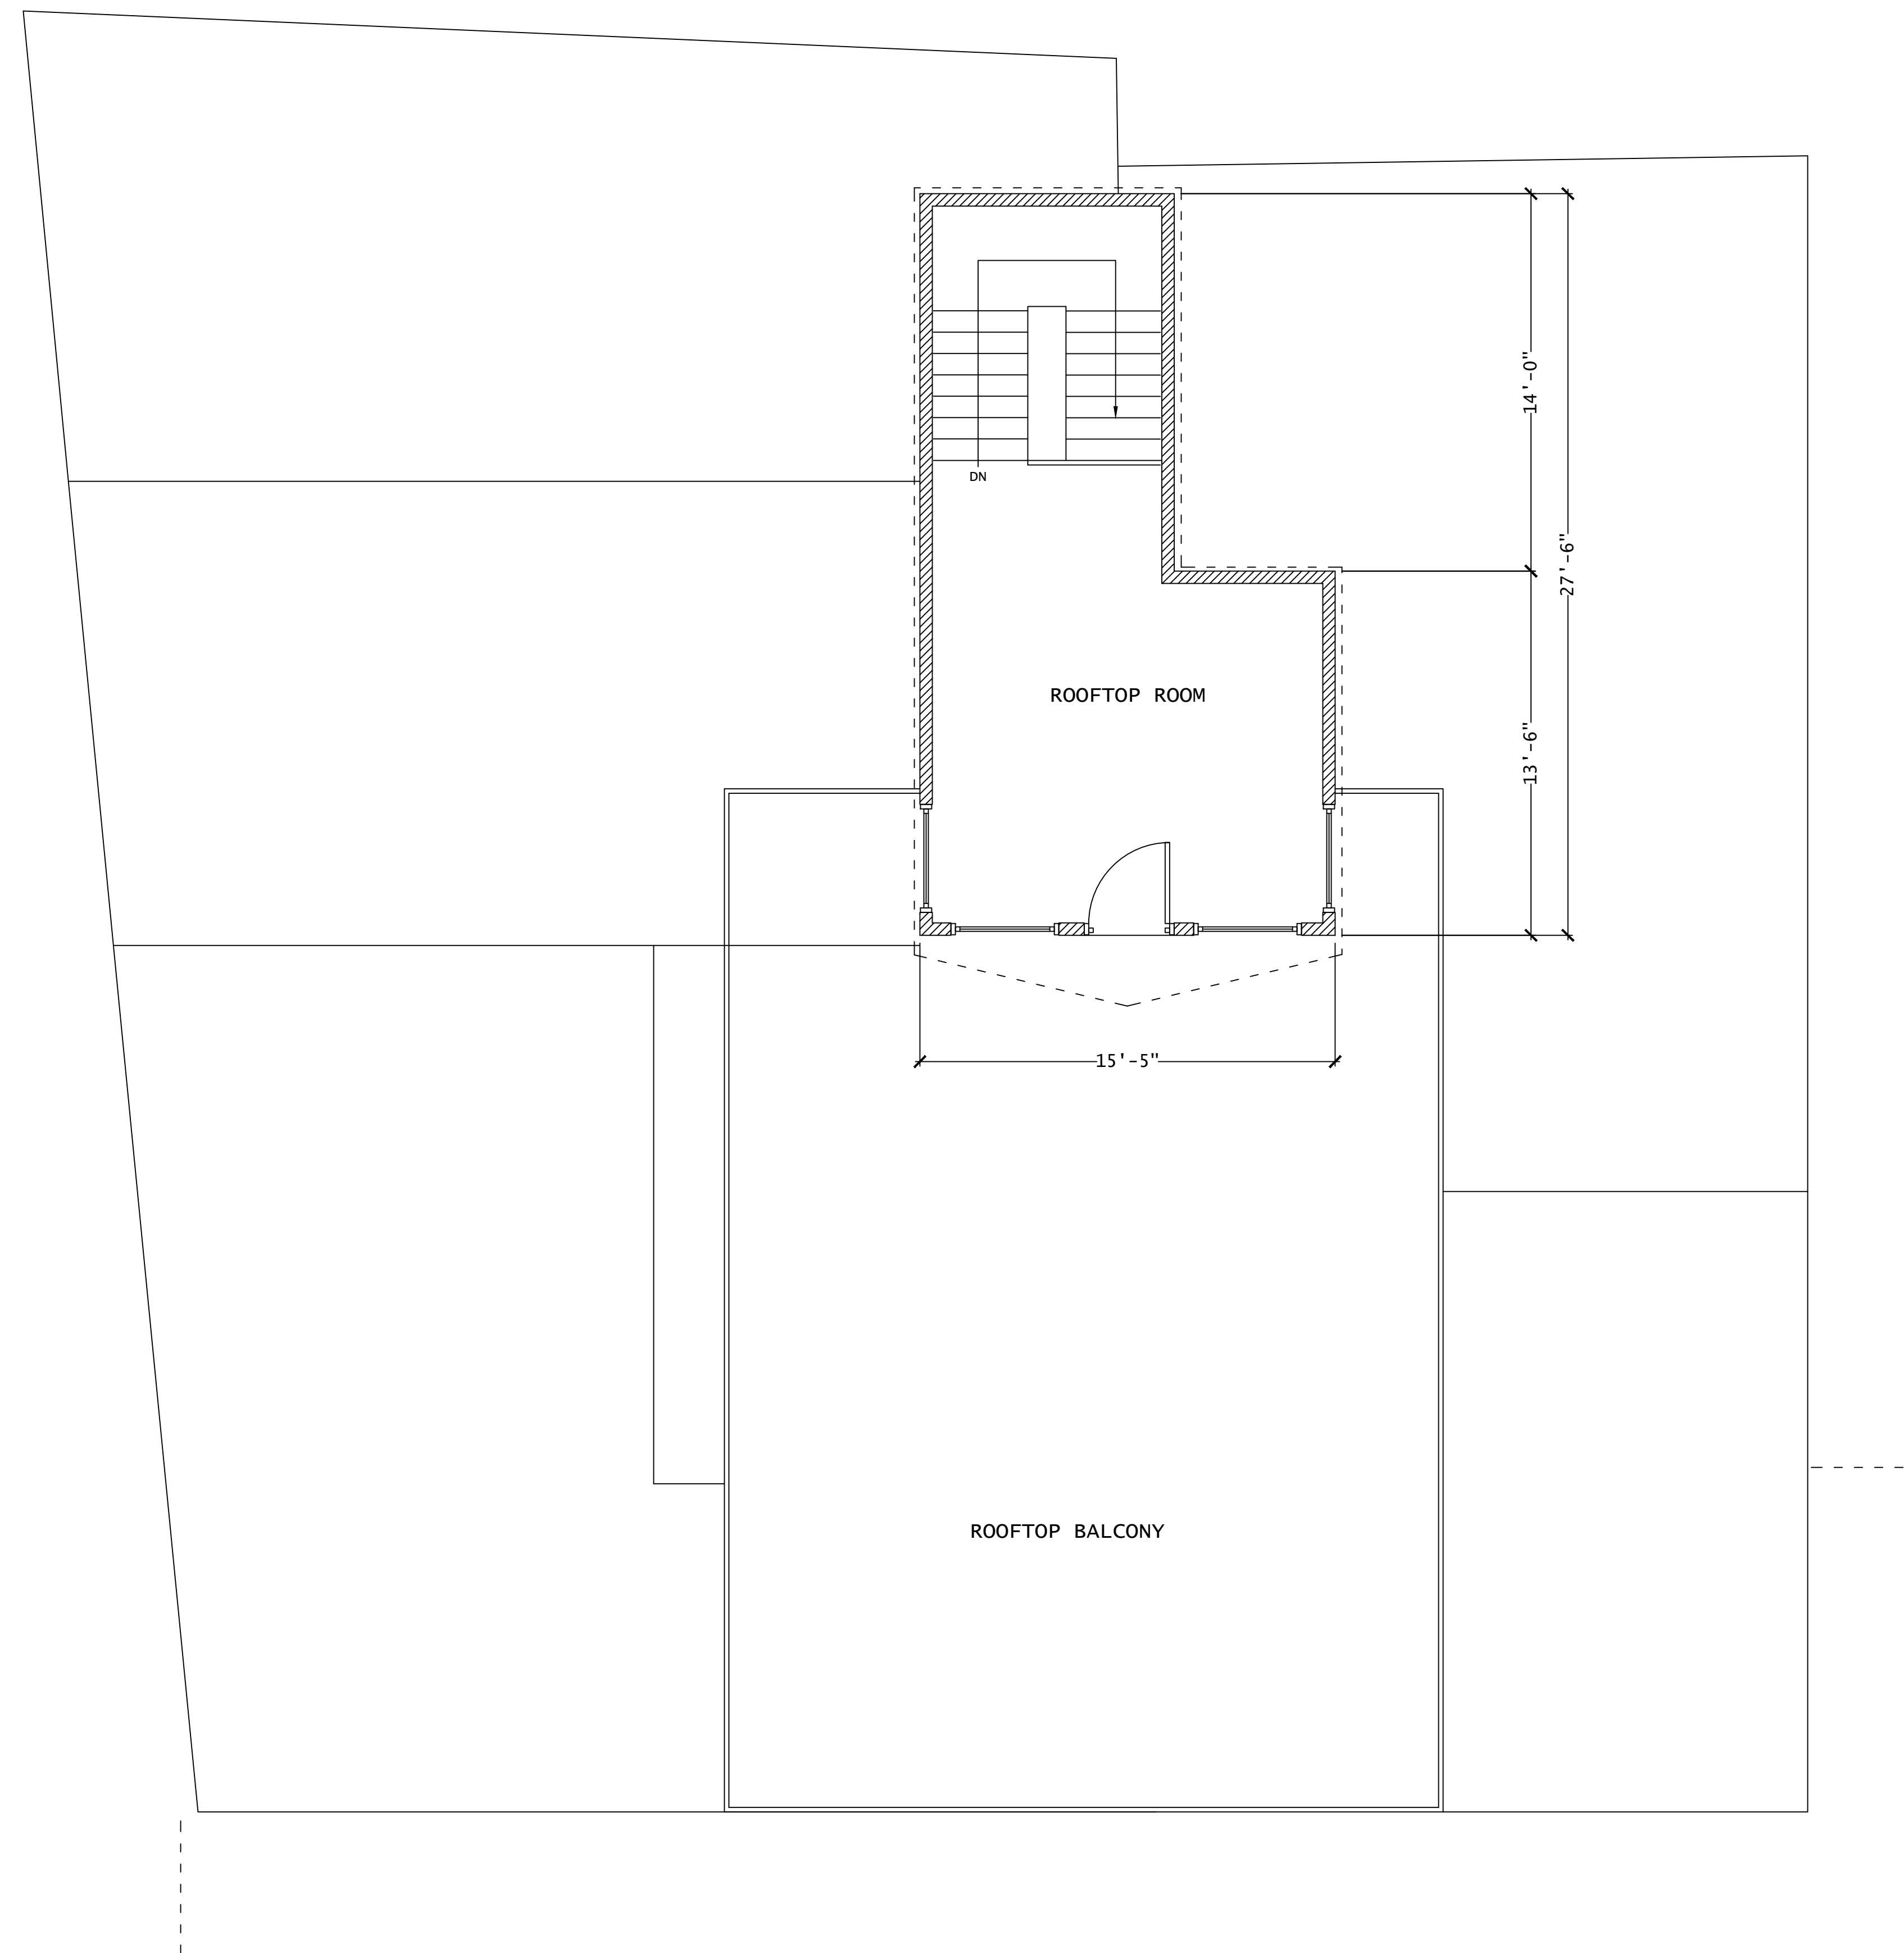 14'-0"
DN
27'-6"
ROOFTOP ROOM
13'-6"
15'-5"
ROOFTOP BALCONY